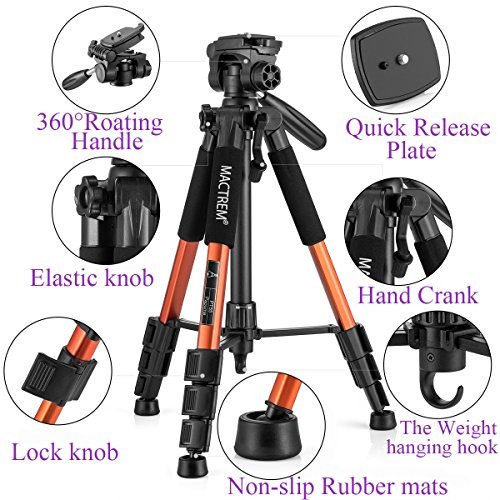 360°Roating
Handle
Quick Release
Plate
MACTREM®
Elastic knob
Hand Crank
Lock knob
The Weight
hanging hook
Non-slip Rubber mats